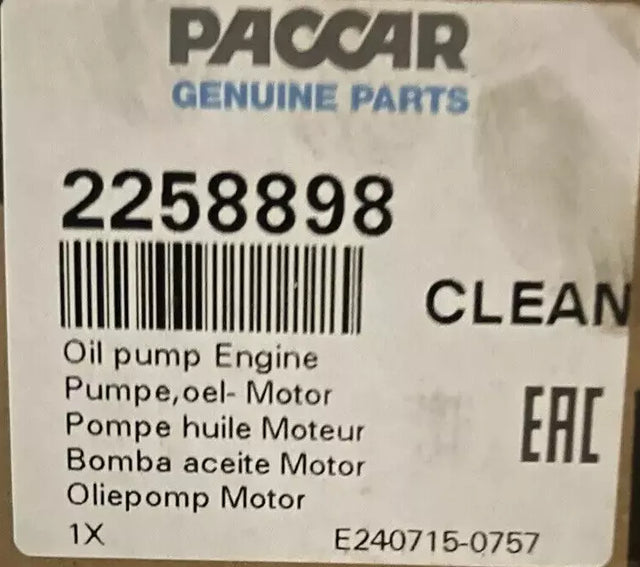 PACCAR
GENUINE PARTS
2258898
CLEAN
Oil pump Engine
Pumpe,oel- Motor
Pompe huile Moteur
Bomba aceite Motor
Oliepomp Motor
EAC
1X E240715-0757